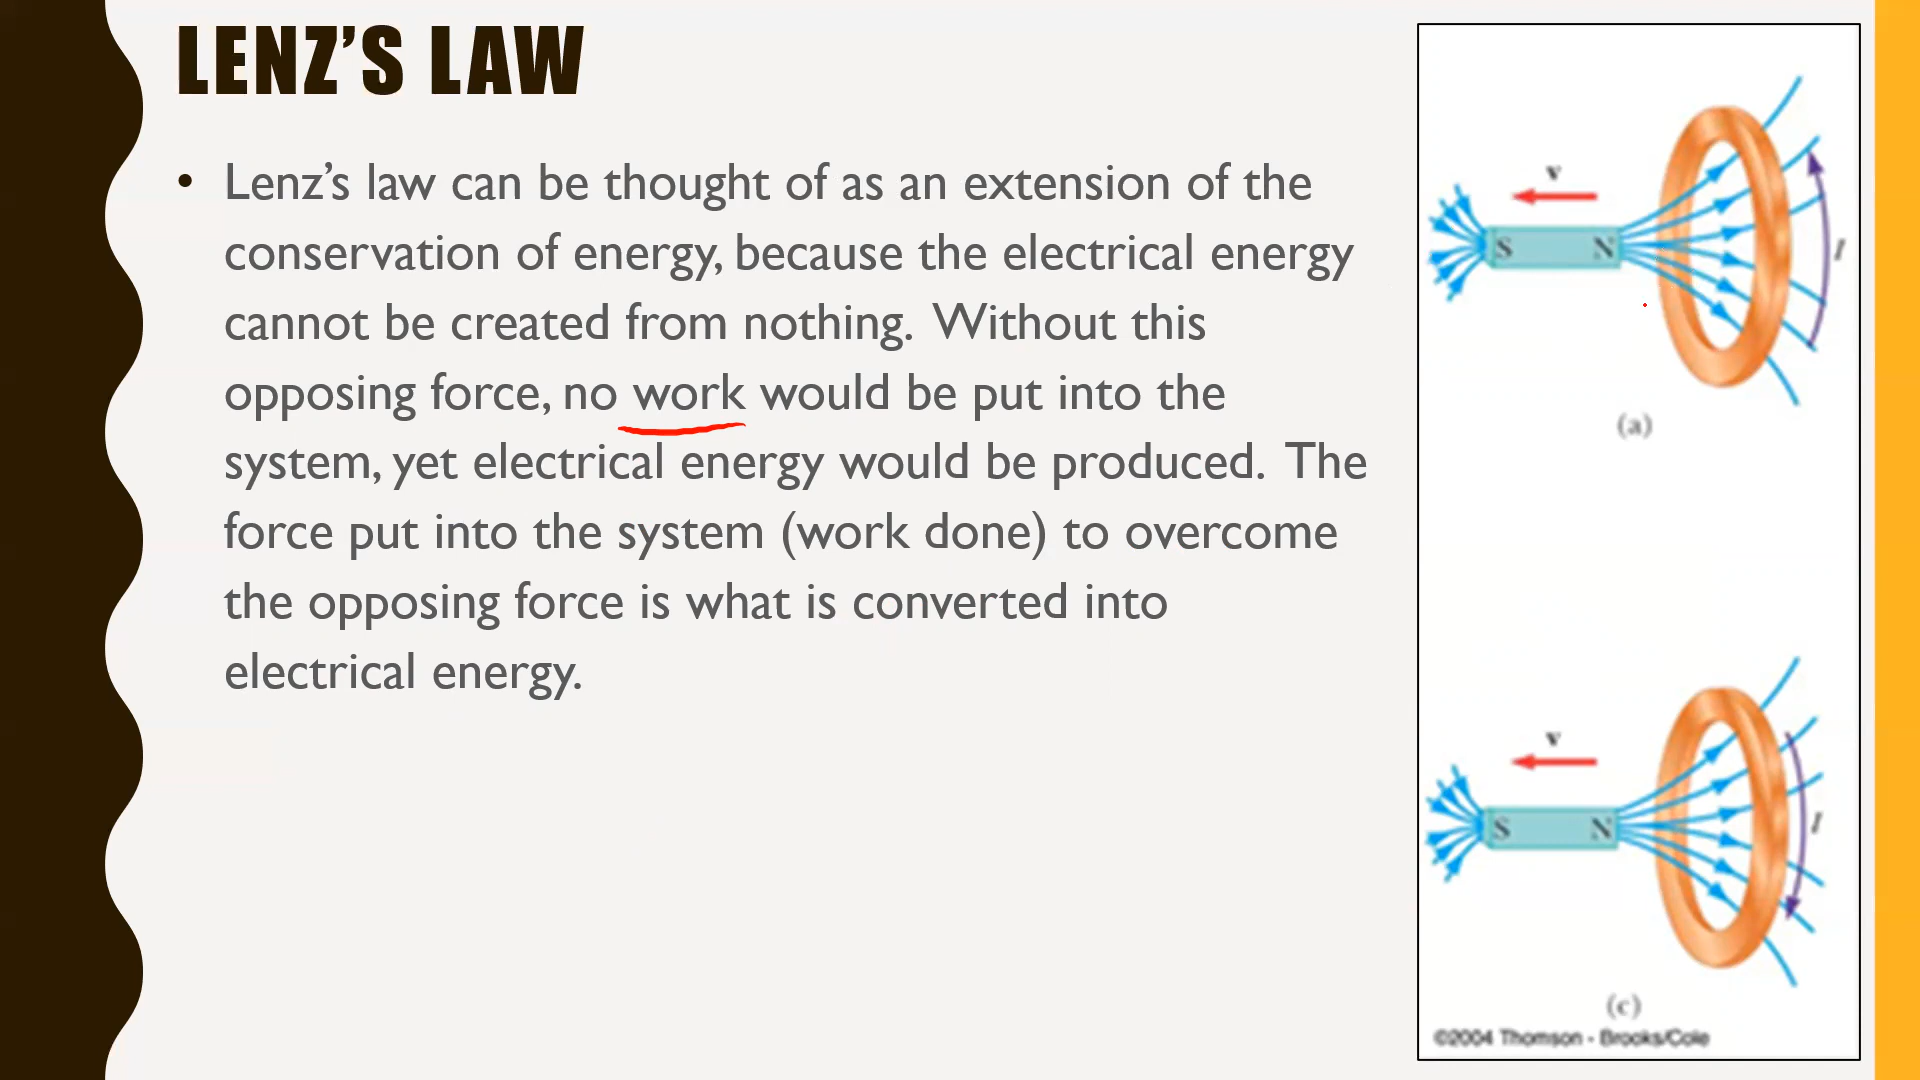 LENZ’S LAW
• Lenz’s law can be thought of as an extension of the
conservation of energy, because the electrical energy
cannot be created from nothing.  Without this
opposing force, no work would be put into the
system, yet electrical energy would be produced.  The
force put into the system (work done) to overcome
the opposing force is what is converted into
electrical energy.
v
S N
I
(a)
v
S N
I
(c)
©2004 Thomson - Brooks/Cole